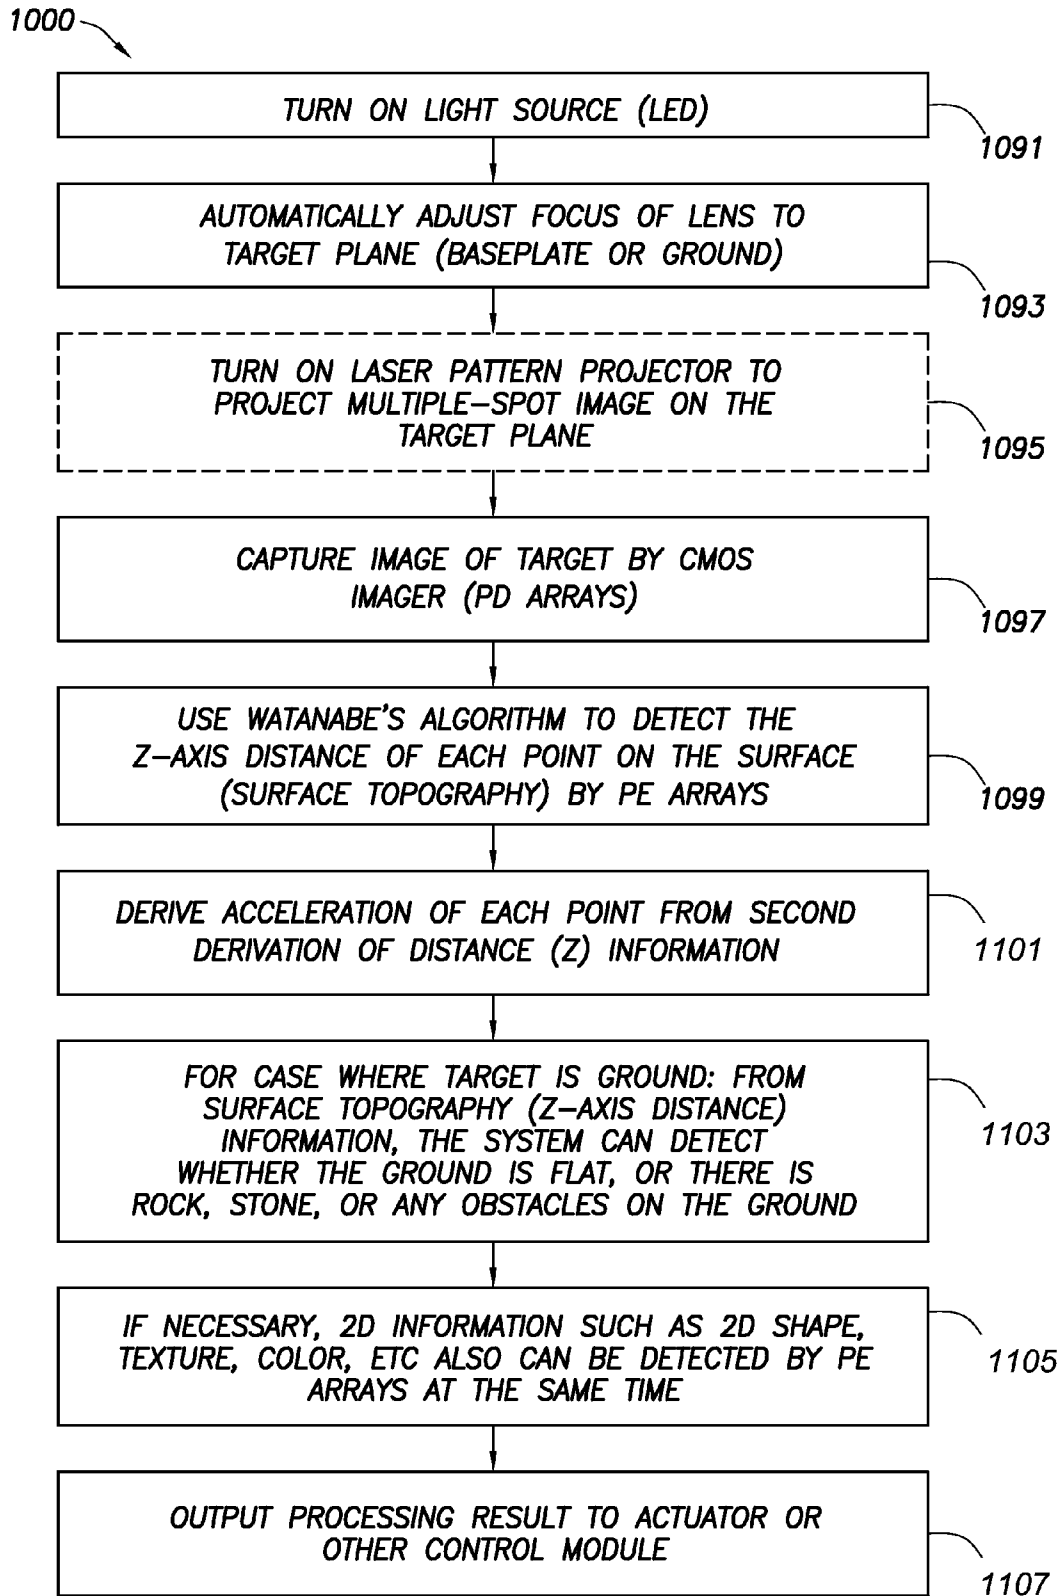 1000
TURN ON LIGHT SOURCE (LED)
1091
AUTOMATICALLY ADJUST FOCUS OF LENS TO
TARGET PLANE (BASEPLATE OR GROUND)
1093
TURN ON LASER PATTERN PROJECTOR TO
PROJECT MULTIPLE-SPOT IMAGE ON THE
TARGET PLANE
1095
CAPTURE IMAGE OF TARGET BY CMOS
IMAGER (PD ARRAYS)
1097
USE WATANABE'S ALGORITHM TO DETECT THE
Z-AXIS DISTANCE OF EACH POINT ON THE SURFACE
(SURFACE TOPOGRAPHY) BY PE ARRAYS
1099
DERIVE ACCELERATION OF EACH POINT FROM SECOND
DERIVATION OF DISTANCE (Z) INFORMATION
1101
FOR CASE WHERE TARGET IS GROUND: FROM
SURFACE TOPOGRAPHY (Z-AXIS DISTANCE)
INFORMATION, THE SYSTEM CAN DETECT
WHETHER THE GROUND IS FLAT, OR THERE IS
ROCK, STONE, OR ANY OBSTACLES ON THE GROUND
1103
IF NECESSARY, 2D INFORMATION SUCH AS 2D SHAPE,
TEXTURE, COLOR, ETC ALSO CAN BE DETECTED BY PE
ARRAYS AT THE SAME TIME
1105
OUTPUT PROCESSING RESULT TO ACTUATOR OR
OTHER CONTROL MODULE
1107